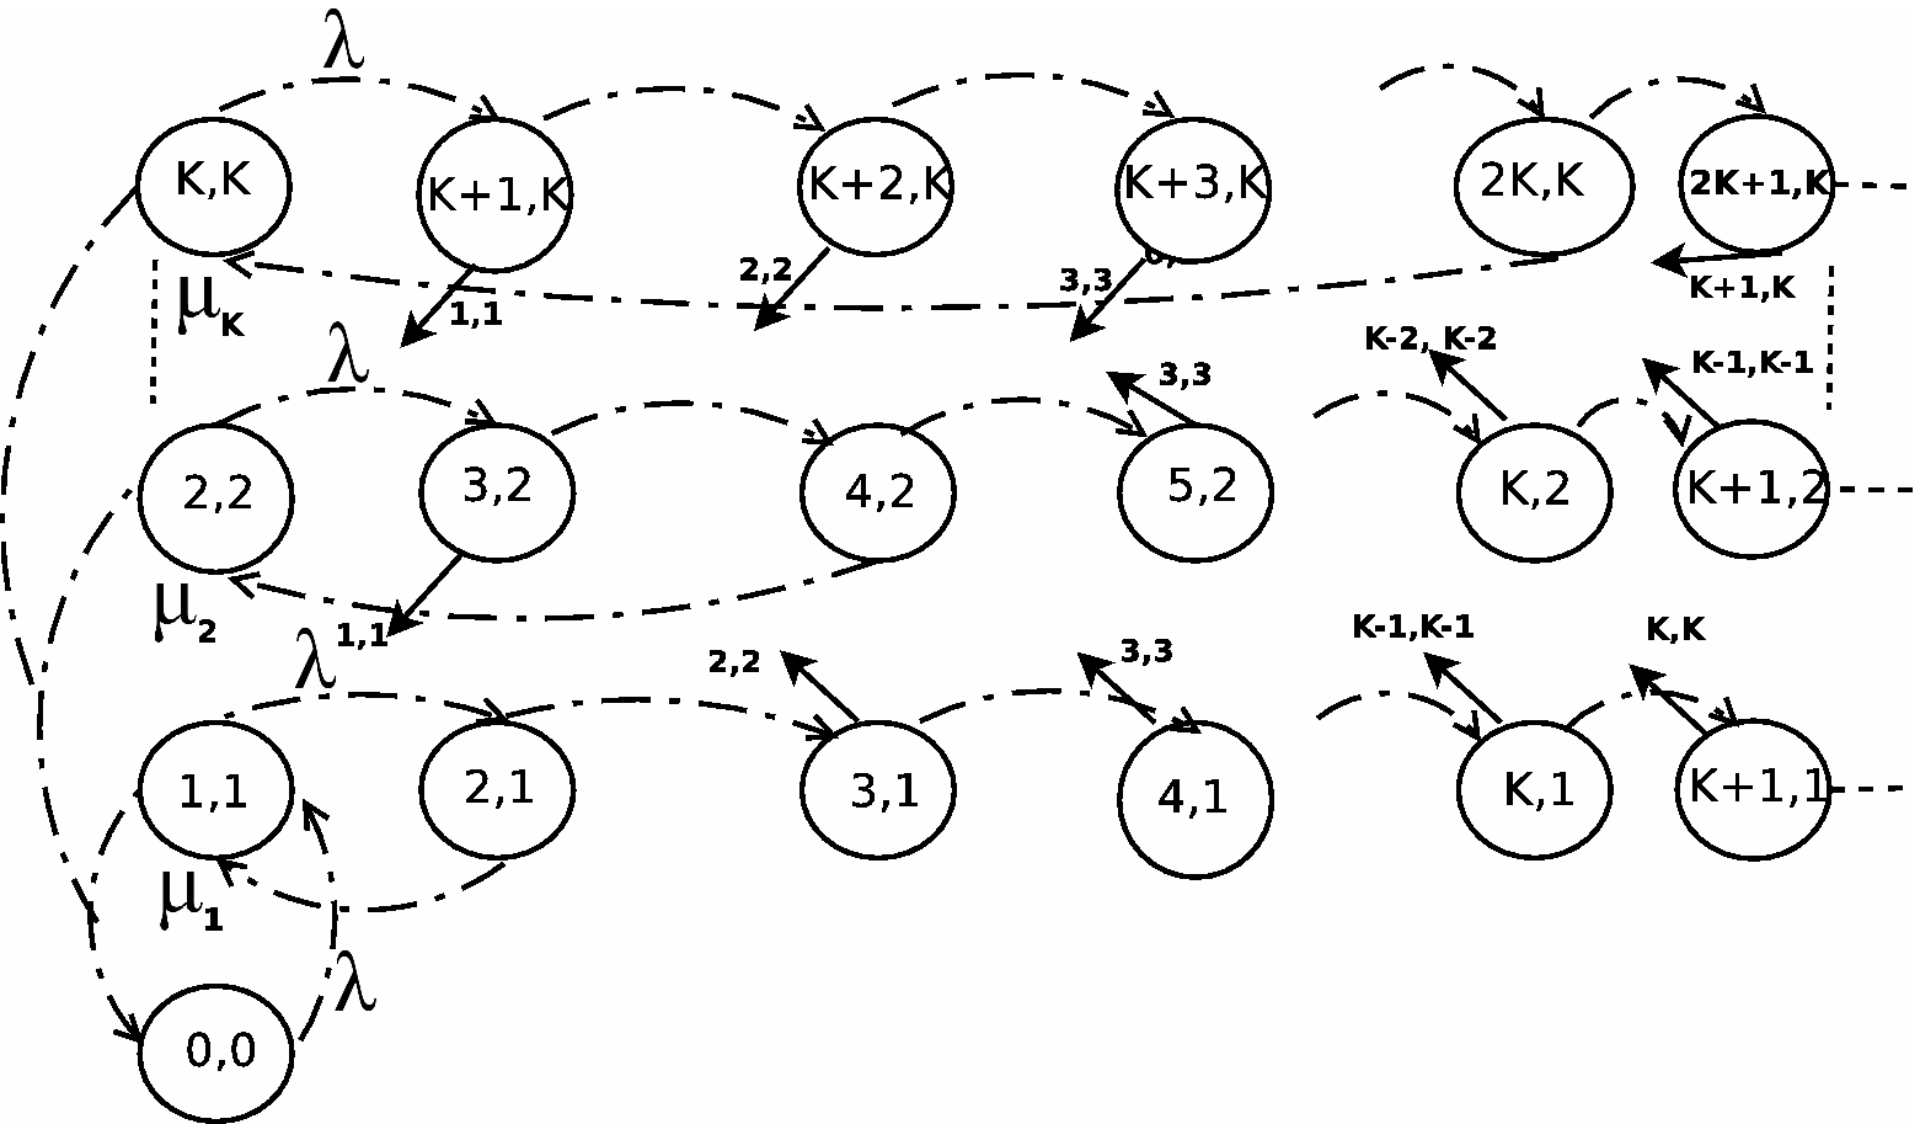 λ
K,K
K+1,K
K+2,K
K+3,K
2K,K
2K+1,K
μK
1,1
2,2
3,3
K+1,K
λ
K-2, K-2
K-1,K-1
3,3
2,2
3,2
4,2
5,2
K,2
K+1,2
μ2
1,1
λ
2,2
3,3
K-1,K-1
K,K
1,1
2,1
3,1
4,1
K,1
K+1,1
μ1
λ
0,0